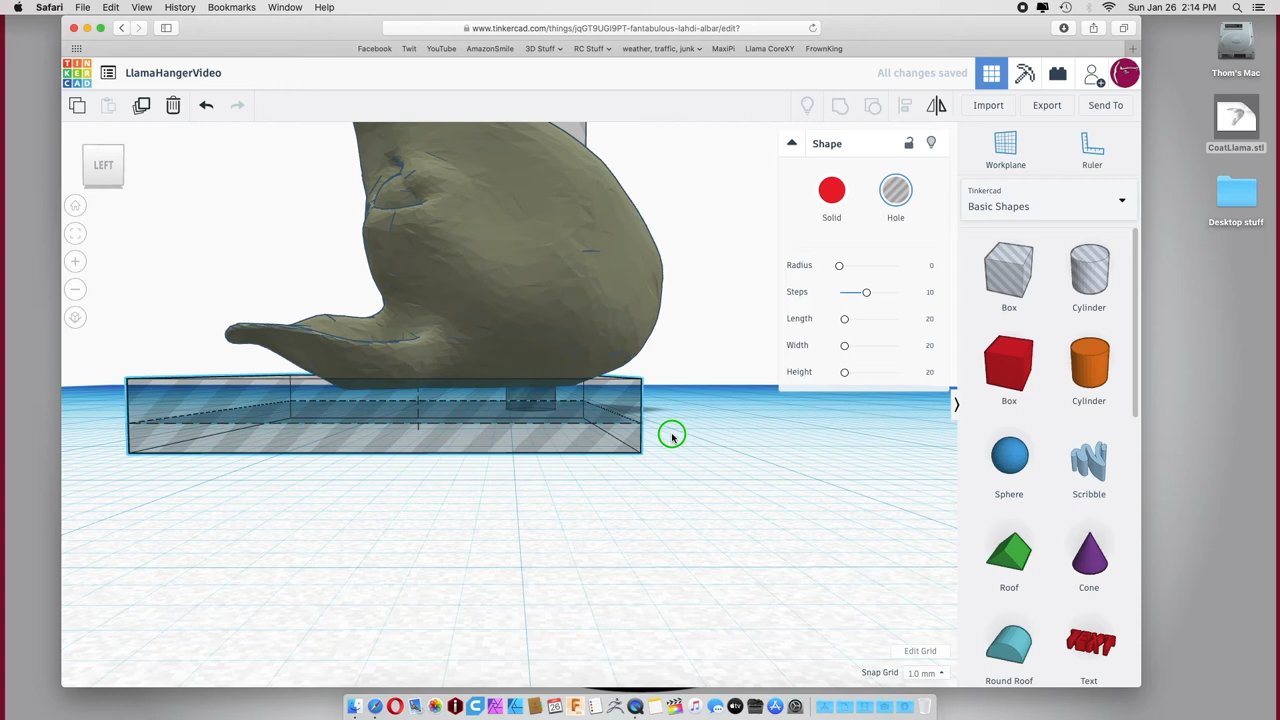 Safari File Edit View History Bookmarks Window Help Sun Jan 26 2:14 PM
www.tinkercad.com/things/jqGT9UGI9PT-fantabulous-lahdi-albar/edit?
Facebook Twit YouTube AmazonSmile 3D Stuff RC Stuff weather, traffic, junk MaxiPi Llama CoreXY FrownKing
TIN
KER
CAD
LlamaHangerVideo
All changes saved
Import Export Send To
LEFT
Shape
Solid Hole
Radius 0
Steps 10
Length 20
Width 20
Height 20
Workplane Ruler
Tinkercad
Basic Shapes
Box Cylinder
Box Cylinder
Sphere Scribble
Roof Cone
TEXT
Round Roof Text
Edit Grid
Snap Grid 1.0 mm
Thom's Mac
CoatLlama.stl
Desktop stuff